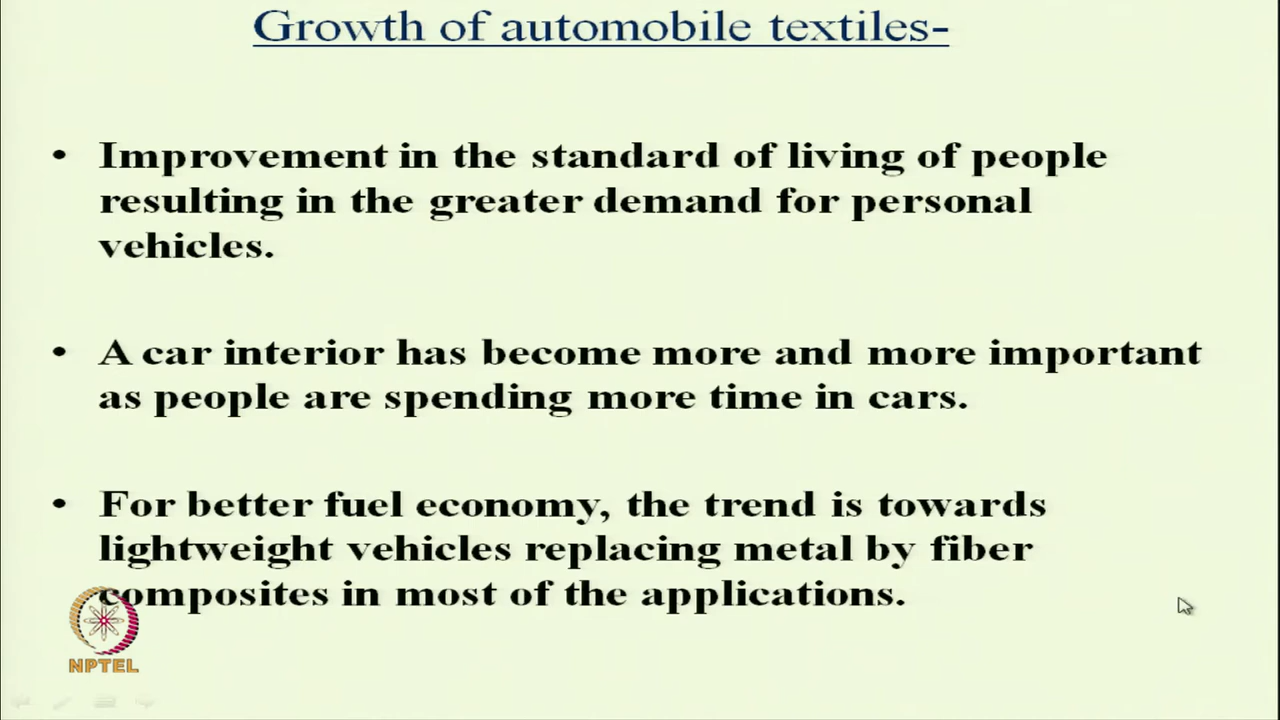 Growth of automobile textiles-
• Improvement in the standard of living of people
resulting in the greater demand for personal
vehicles.
• A car interior has become more and more important
as people are spending more time in cars.
• For better fuel economy, the trend is towards
lightweight vehicles replacing metal by fiber
composites in most of the applications.
NPTEL